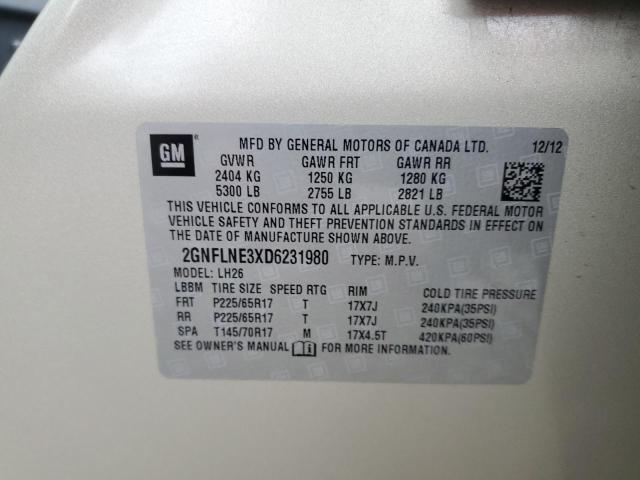 GM ®
MFD BY GENERAL MOTORS OF CANADA LTD. 12/12
GVWR GAWR FRT GAWR RR
2404 KG 1250 KG 1280 KG
5300 LB 2755 LB 2821 LB
THIS VEHICLE CONFORMS TO ALL APPLICABLE U.S. FEDERAL MOTOR
VEHICLE SAFETY AND THEFT PREVENTION STANDARDS IN EFFECT ON
THE DATE OF MANUFACTURE SHOWN ABOVE.
2GNFLNE3XD6231980 TYPE: M.P.V.
MODEL: LH26
LBBM TIRE SIZE SPEED RTG RIM COLD TIRE PRESSURE
FRT P225/65R17 T 17X7J 240KPA(35PSI)
RR P225/65R17 T 17X7J 240KPA(35PSI)
SPA T145/70R17 M 17X4.5T 420KPA(60PSI)
SEE OWNER'S MANUAL FOR MORE INFORMATION.